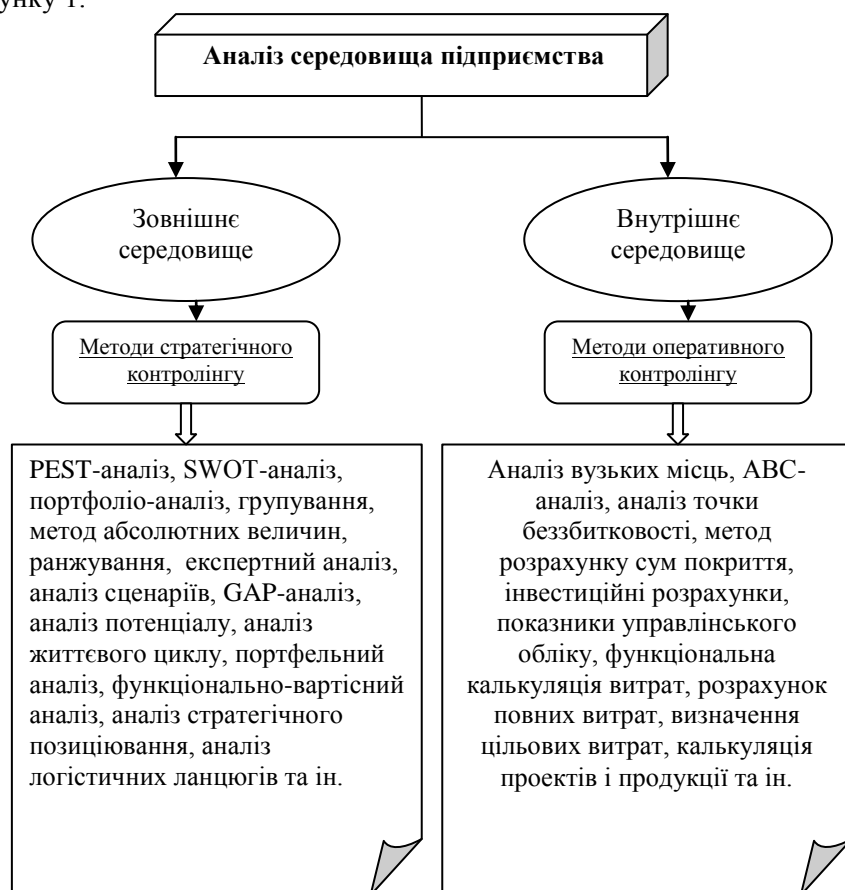 унку 1.
Аналіз середовища підприємства
Зовнішнє
середовище
Внутрішнє
середовище
Методи стратегічного
контролінгу
Методи оперативного
контролінгу
PEST-аналіз, SWOT-аналіз,
портфоліо-аналіз, групування,
метод абсолютних величин,
ранжування, експертний аналіз,
аналіз сценаріїв, GAP-аналіз,
аналіз потенціалу, аналіз
життєвого циклу, портфельний
аналіз, функціонально-вартісний
аналіз, аналіз стратегічного
позиціювання, аналіз
логістичних ланцюгів та ін.
Аналіз вузьких місць, АВС-
аналіз, аналіз точки
беззбитковості, метод
розрахунку сум покриття,
інвестиційні розрахунки,
показники управлінського
обліку, функціональна
калькуляція витрат, розрахунок
повних витрат, визначення
цільових витрат, калькуляція
проектів і продукції та ін.